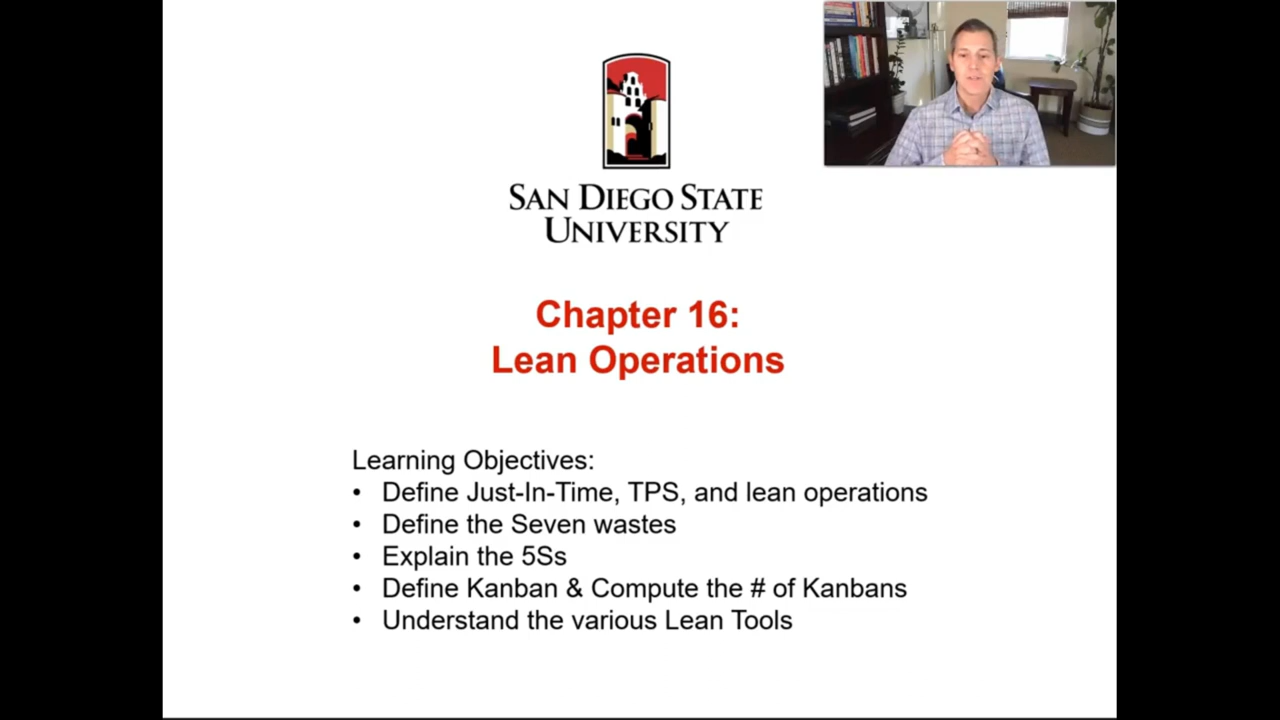 SAN DIEGO STATE
UNIVERSITY
Chapter 16:
Lean Operations
Learning Objectives:
• Define Just-In-Time, TPS, and lean operations
• Define the Seven wastes
• Explain the 5Ss
• Define Kanban & Compute the # of Kanbans
• Understand the various Lean Tools